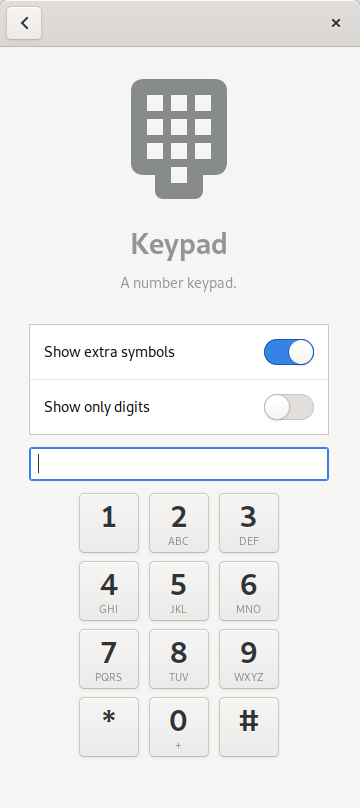 Keypad
A number keypad.
Show extra symbols
Show only digits
1 2 3
ABC DEF
4 5 6
GHI JKL MNO
7 8 9
PQRS TUV WXYZ
* 0 #
+